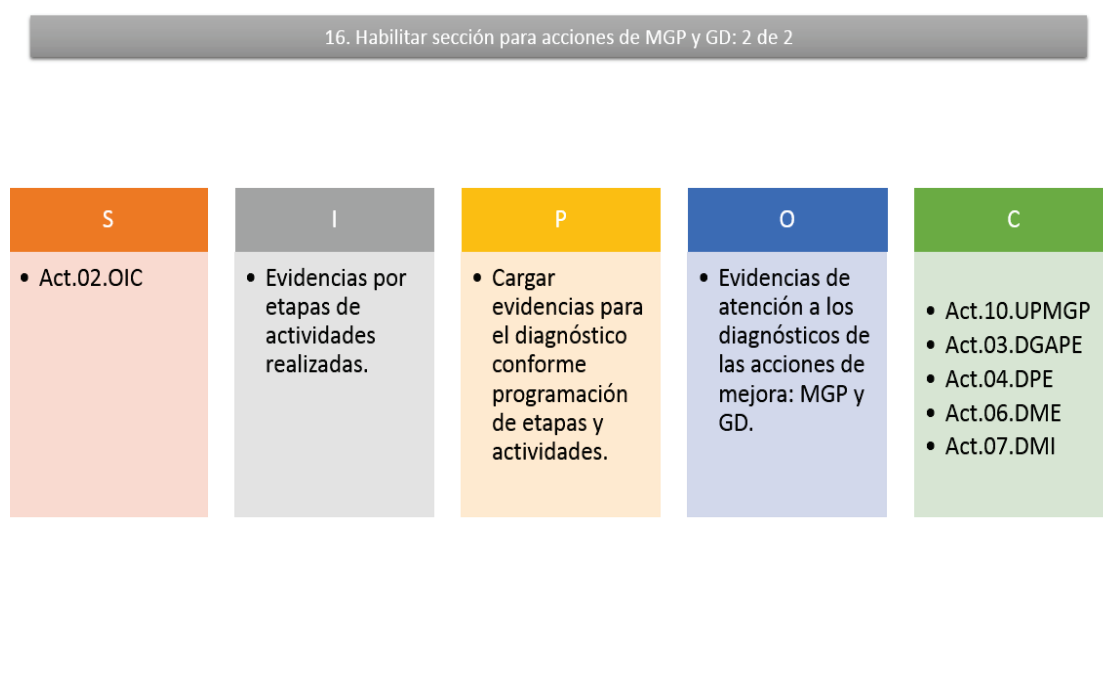 16. Habilitar sección para acciones de MGP y GD: 2 de 2
S
• Act.02.OIC
I
• Evidencias por
etapas de
actividades
realizadas.
P
• Cargar
evidencias para
el diagnóstico
conforme
programación
de etapas y
actividades.
O
• Evidencias de
atención a los
diagnósticos de
las acciones de
mejora: MGP y
GD.
C
• Act.10.UPMGP
• Act.03.DGAPE
• Act.04.DPE
• Act.06.DME
• Act.07.DMI